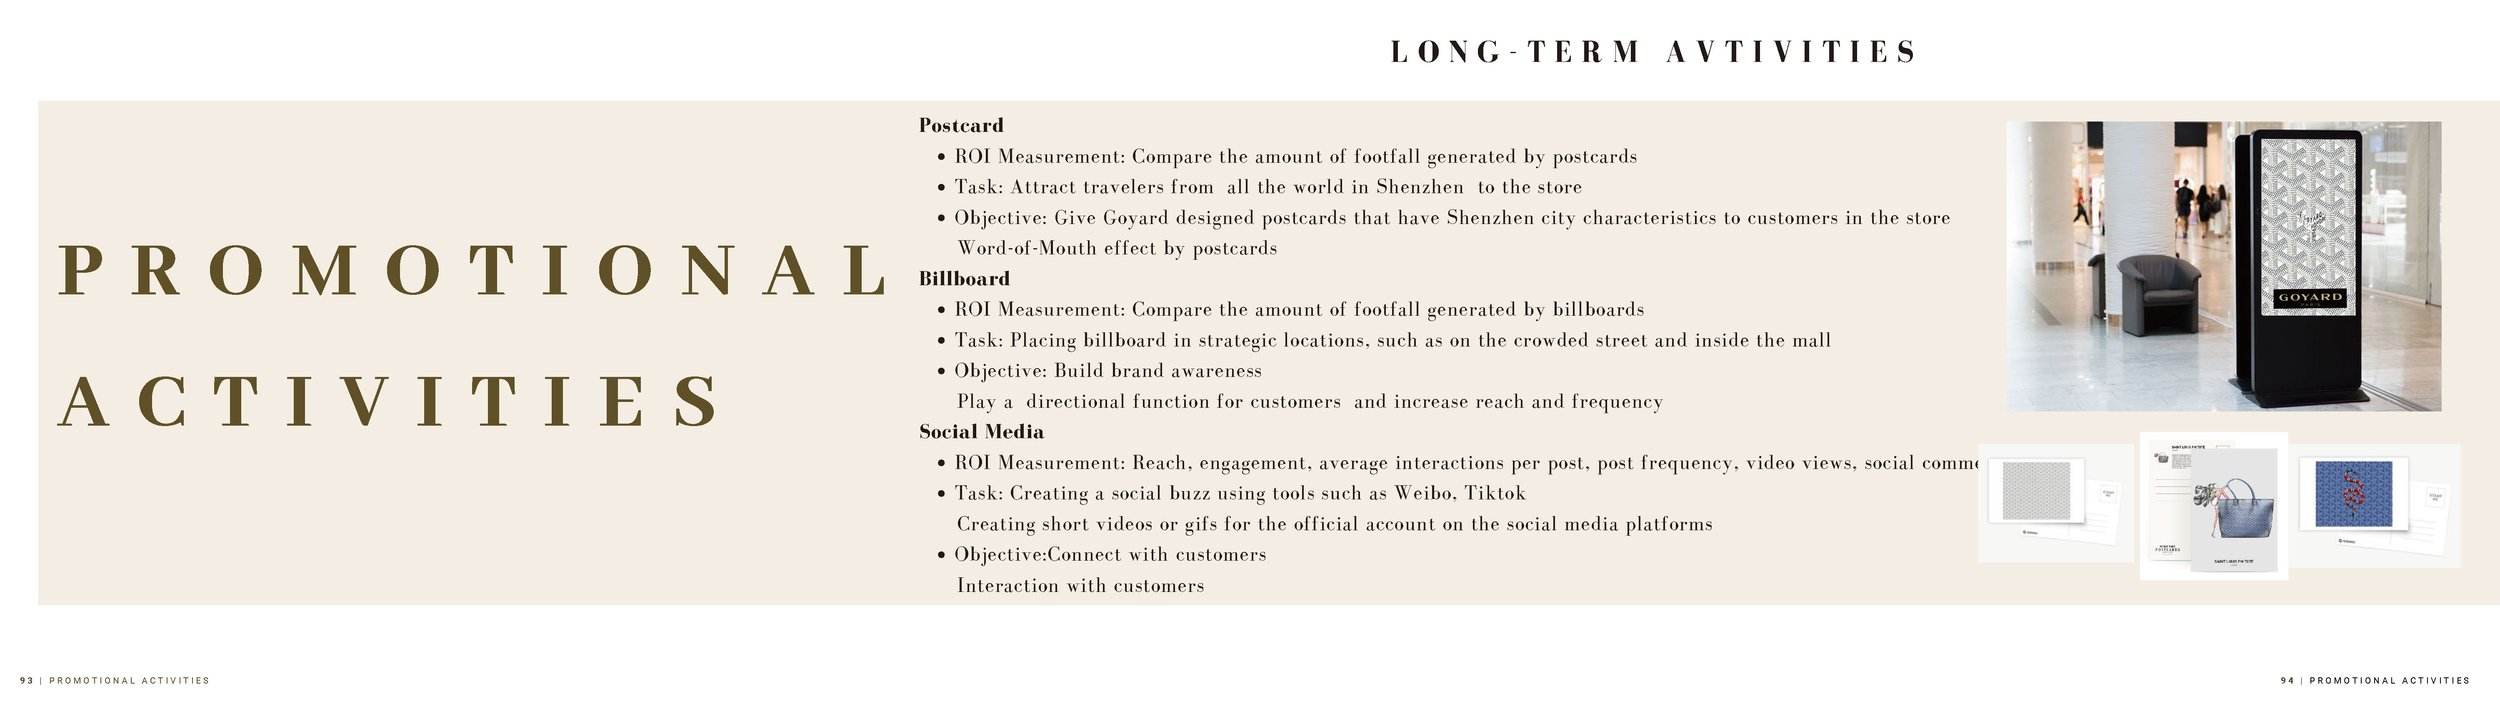 LONG-TERM AVTIVITIES
PROMOTIONAL
ACTIVITIES
Postcard
• ROI Measurement: Compare the amount of footfall generated by postcards
• Task: Attract travelers from all the world in Shenzhen to the store
• Objective: Give Goyard designed postcards that have Shenzhen city characteristics to customers in the store
Word-of-Mouth effect by postcards
Billboard
• ROI Measurement: Compare the amount of footfall generated by billboards
• Task: Placing billboard in strategic locations, such as on the crowded street and inside the mall
• Objective: Build brand awareness
Play a directional function for customers and increase reach and frequency
Social Media
• ROI Measurement: Reach, engagement, average interactions per post, post frequency, video views, social comme
• Task: Creating a social buzz using tools such as Weibo, Tiktok
Creating short videos or gifs for the official account on the social media platforms
• Objective:Connect with customers
Interaction with customers
GOYARD
PARIS
93 | PROMOTIONAL ACTIVITIES
94 | PROMOTIONAL ACTIVITIES